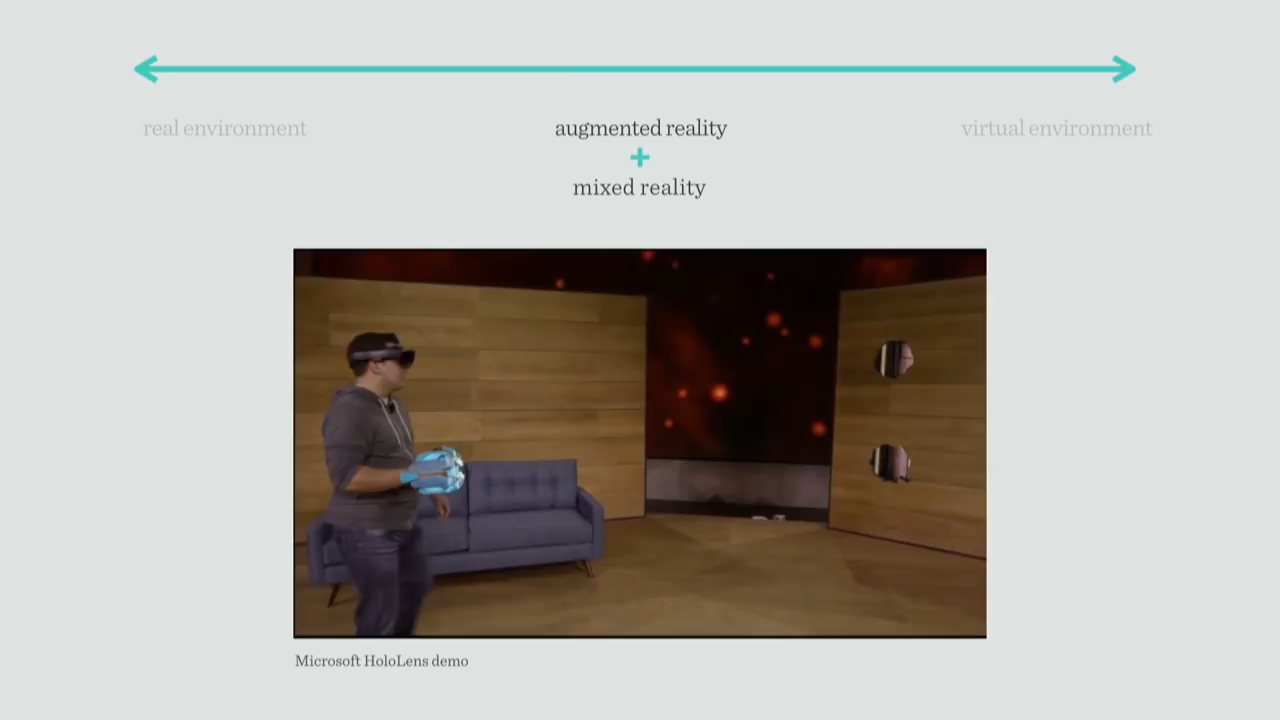 real environment
augmented reality
virtual environment
+
mixed reality
Microsoft HoloLens demo